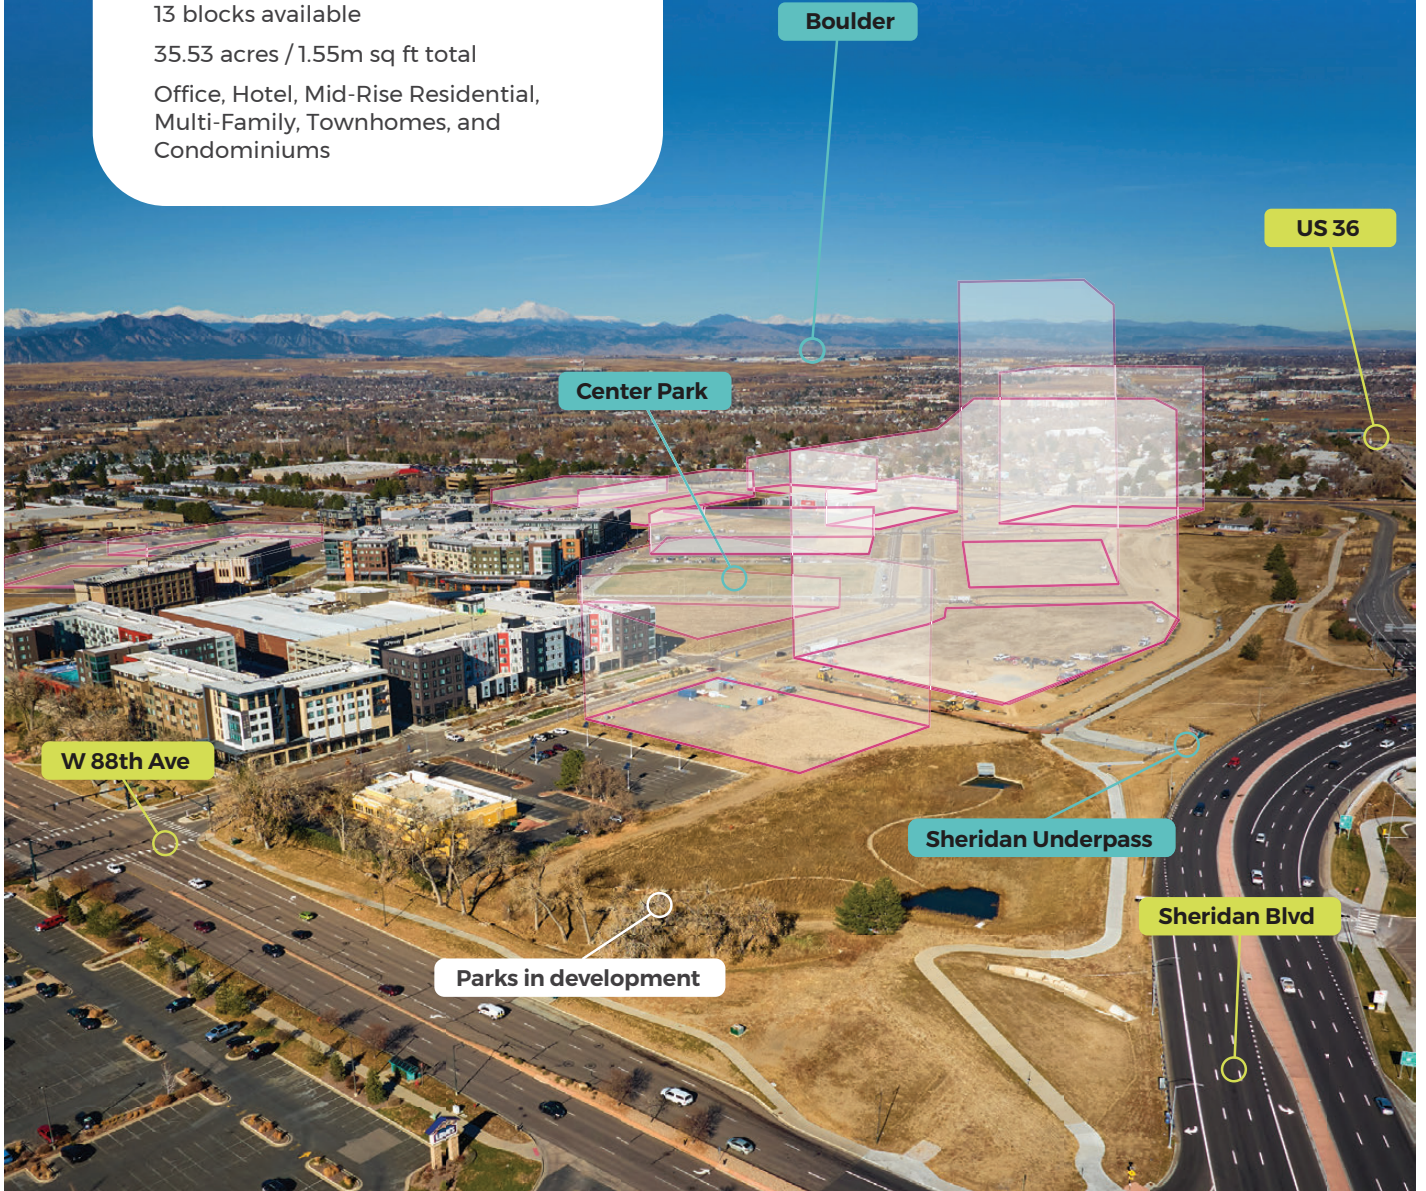 13 blocks available
35.53 acres / 1.55m sq ft total
Office, Hotel, Mid-Rise Residential,
Multi-Family, Townhomes, and
Condominiums
Boulder
US 36
Center Park
W 88th Ave
Sheridan Underpass
Sheridan Blvd
Parks in development